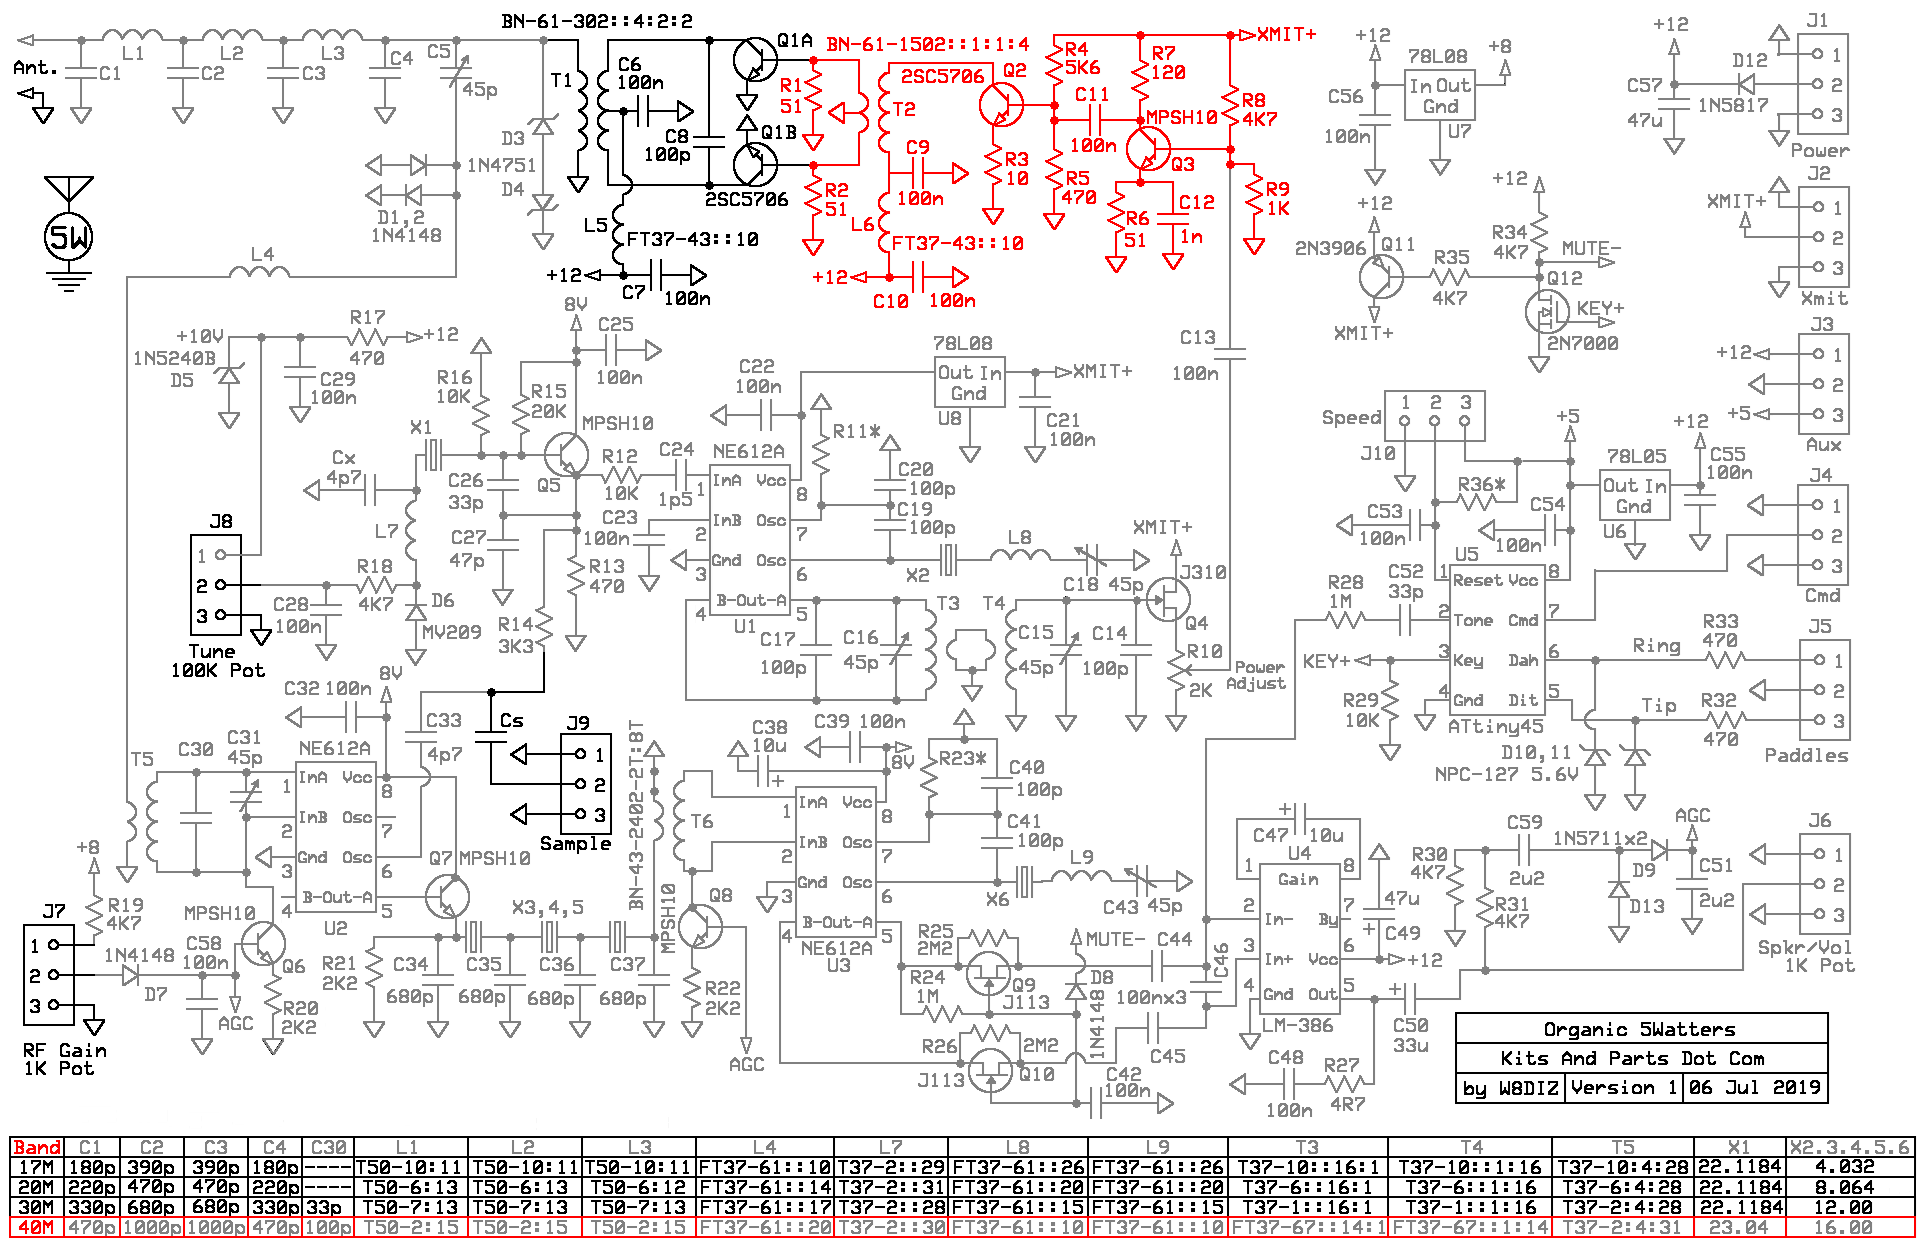 BN-61-302::4:2:2
BN-61-1502::1:1:4
XMIT+
+12
78L08
+8
In Out
Gnd
U7
C56
100n
+12
C57
47u
D12
1N5817
J1
1
2
3
Power
Ant.
L1
L2
L3
C1
C2
C3
C4
C5
45p
T1
C6
100n
C8
100p
Q1A
Q1B
2SC5706
R1
51
R2
51
T2
2SC5706
Q2
R4
5K6
R7
120
C11
100n
MPSH10
Q3
R8
4K7
R3
10
R5
470
C9
100n
R6
51
C12
1n
R9
1K
D3
1N4751
D4
D1,2
1N4148
5W
L4
L5
FT37-43::10
+12
C7
100n
L6
FT37-43::10
+12
C10
100n
+12
2N3906
Q11
XMIT+
R35
4K7
+12
R34
4K7
MUTE-
Q12
KEY+
2N7000
J2
XMIT+
1
2
3
Xmit
J3
+12
1
2
+5
3
Aux
+10V
1N5240B
D5
R17
470
+12
C29
100n
8V
C25
100n
R16
10K
R15
20K
MPSH10
X1
Q5
Cx
4p7
L7
C26
33p
C27
47p
R12
10K
C24
1p5
C23
100n
R13
470
R14
3K3
J8
1
2
3
Tune
100K Pot
C28
100n
R18
4K7
D6
MV209
C22
100n
78L08
Out In
Gnd
U8
XMIT+
C21
100n
C13
100n
NE612A
R11*
C20
100p
C19
100p
1 InA Vcc 8
2 InB Osc 7
3 Gnd Osc 6
4 B-Out-A 5
U1
X2
L8
C18 45p
XMIT+
J310
Q4
R10
2K
Power
Adjust
C17
100p
C16
45p
T3
T4
C15
45p
C14
100p
Speed
1 2 3
J10
+5
78L05
Out In
Gnd
U6
+12
C55
100n
R36*
C53
100n
C54
100n
U5
1 Reset Vcc 8
2 Tone Cmd 7
3 Key Dah 6
4 Gnd Dit 5
ATtiny45
R28
1M
C52
33p
KEY+
R29
10K
J4
1
2
3
Cmd
J5
Ring
R33
470
Tip
R32
470
1
2
3
Paddles
D10,11
NPC-127 5.6V
C32 100n
8V
C33
4p7
Cs
J9
1
2
3
Sample
T5
C30
C31
45p
NE612A
1 InA Vcc 8
2 InB Osc 7
3 Gnd Osc 6
4 B-Out-A 5
U2
Q7
MPSH10
+8
R19
4K7
J7
1
2
3
RF Gain
1K Pot
1N4148
D7
MPSH10
C58
100n
Q6
AGC
R20
2K2
R21
2K2
C34
680p
X3,4,5
C35
680p
C36
680p
C37
680p
BN-43-2402-2T:8T
T6
MPSH10
Q8
R22
2K2
AGC
C38
10u
C39 100n
8V
R23*
C40
100p
C41
100p
1 InA Vcc 8
2 InB Osc 7
3 Gnd Osc 6
4 B-Out-A 5
NE612A
U3
X6
L9
C43 45p
R25
2M2
R24
1M
Q9
J113
R26
2M2
J113
Q10
MUTE-
D8
1N4148
C44
100nx3
C45
C46
C42
100n
C47 10u
U4
1 Gain 8
2 In- By 7
3 In+ Vcc 6
4 Gnd Out 5
LM-386
47u
C49
+12
C50
33u
C48
100n
R27
4R7
R30
4K7
R31
4K7
C59
2u2
1N5711x2
AGC
D9
D13
C51
2u2
J6
1
2
3
Spkr/Vol
1K Pot
Organic 5Watters
Kits And Parts Dot Com
by W8DIZ Version 1 06 Jul 2019
Band C1 C2 C3 C4 C30 L1 L2 L3 L4 L7 L8 L9 T3 T4 T5 X1 X2.3.4.5.6
17M 180p 390p 390p 180p ---- T50-10:11 T50-10:11 T50-10:11 FT37-61::10 T37-2::29 FT37-61::26 FT37-61::26 T37-10::16:1 T37-10::1:16 T37-10:4:28 22.1184 4.032
20M 220p 470p 470p 220p ---- T50-6:13 T50-6:13 T50-6:12 FT37-61::14 T37-2::31 FT37-61::20 FT37-61::20 T37-6::16:1 T37-6::1:16 T37-6:4:28 22.1184 8.064
30M 330p 680p 680p 330p 33p T50-7:13 T50-7:13 T50-7:13 FT37-61::17 T37-2::28 FT37-61::15 FT37-61::15 T37-1::16:1 T37-1::1:16 T37-2:4:28 22.1184 12.00
40M 470p 1000p 1000p 470p 100p T50-2:15 T50-2:15 T50-2:15 FT37-61::20 T37-2::30 FT37-61::10 FT37-61::10 FT37-67::14:1 FT37-67::1:14 T37-2:4:31 23.04 16.00